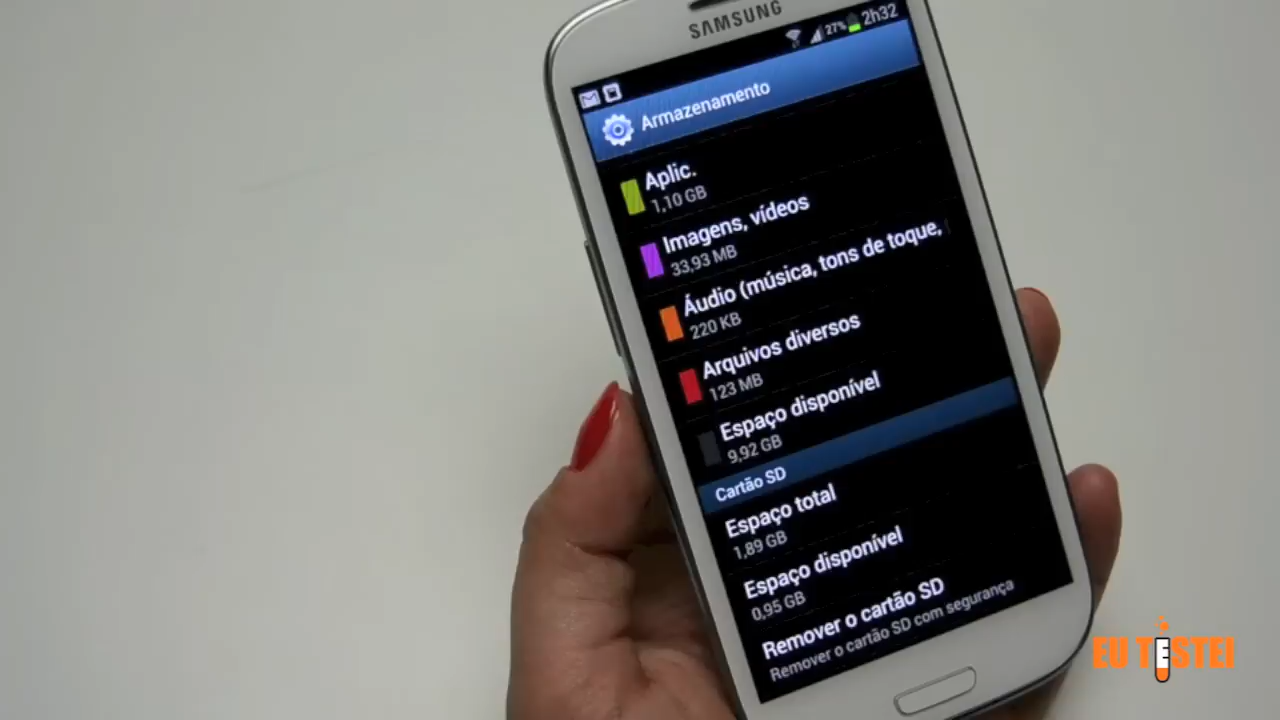 SAMSUNG
27% 2h32
Armazenamento
Aplic.
1,10 GB
Imagens, vídeos
33,93 MB
Áudio (música, tons de toque,
220 KB
Arquivos diversos
123 MB
Espaço disponível
9,92 GB
Cartão SD
Espaço total
1,89 GB
Espaço disponível
0,95 GB
Remover o cartão SD
Remover o cartão SD com segurança
EU TESTEI